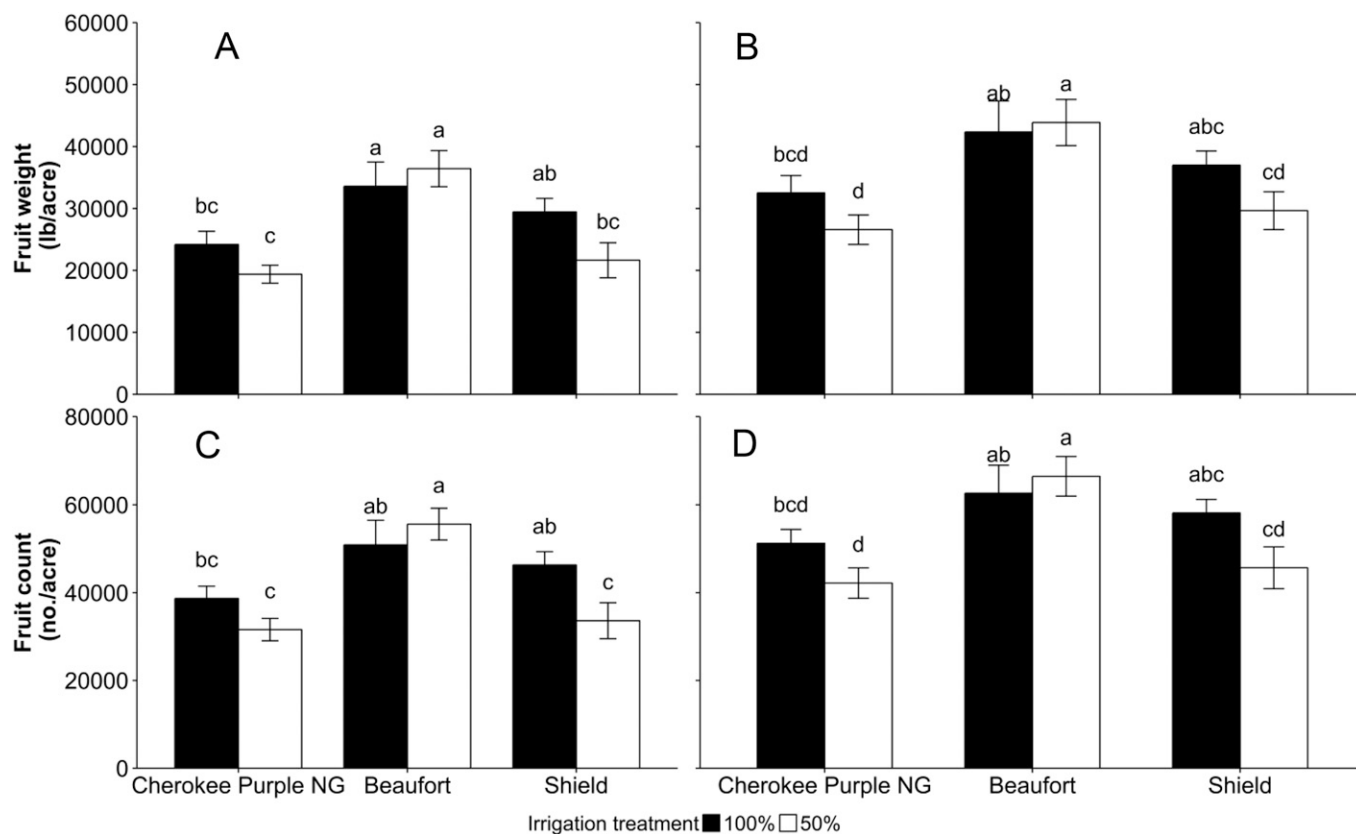 60000
50000
40000
30000
20000
10000
0
Fruit weight
(lb/acre)
A
bc
c
a
a
ab
bc
B
bcd
d
ab
a
abc
cd
80000
60000
40000
20000
0
Fruit count
(no./acre)
C
bc
c
ab
a
ab
c
D
bcd
d
ab
a
abc
cd
Cherokee Purple NG Beaufort Shield Cherokee Purple NG Beaufort Shield
Irrigation treatment 100% 50%